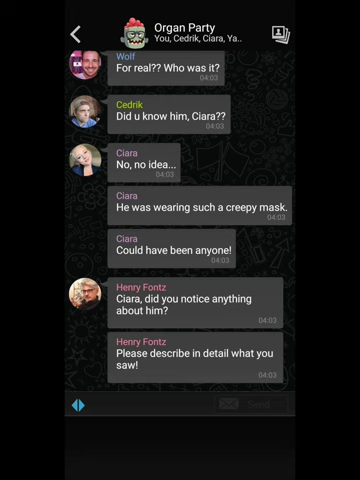 Organ Party
You, Cedrik, Ciara, Ya..
Wolf
For real?? Who was it?
04:03
Cedrik
Did u know him, Ciara??
04:03
Ciara
No, no idea...
04:03
Ciara
He was wearing such a creepy mask.
04:03
Ciara
Could have been anyone!
04:03
Henry Fontz
Ciara, did you notice anything
about him?
04:03
Henry Fontz
Please describe in detail what you
saw!
04:03
Send